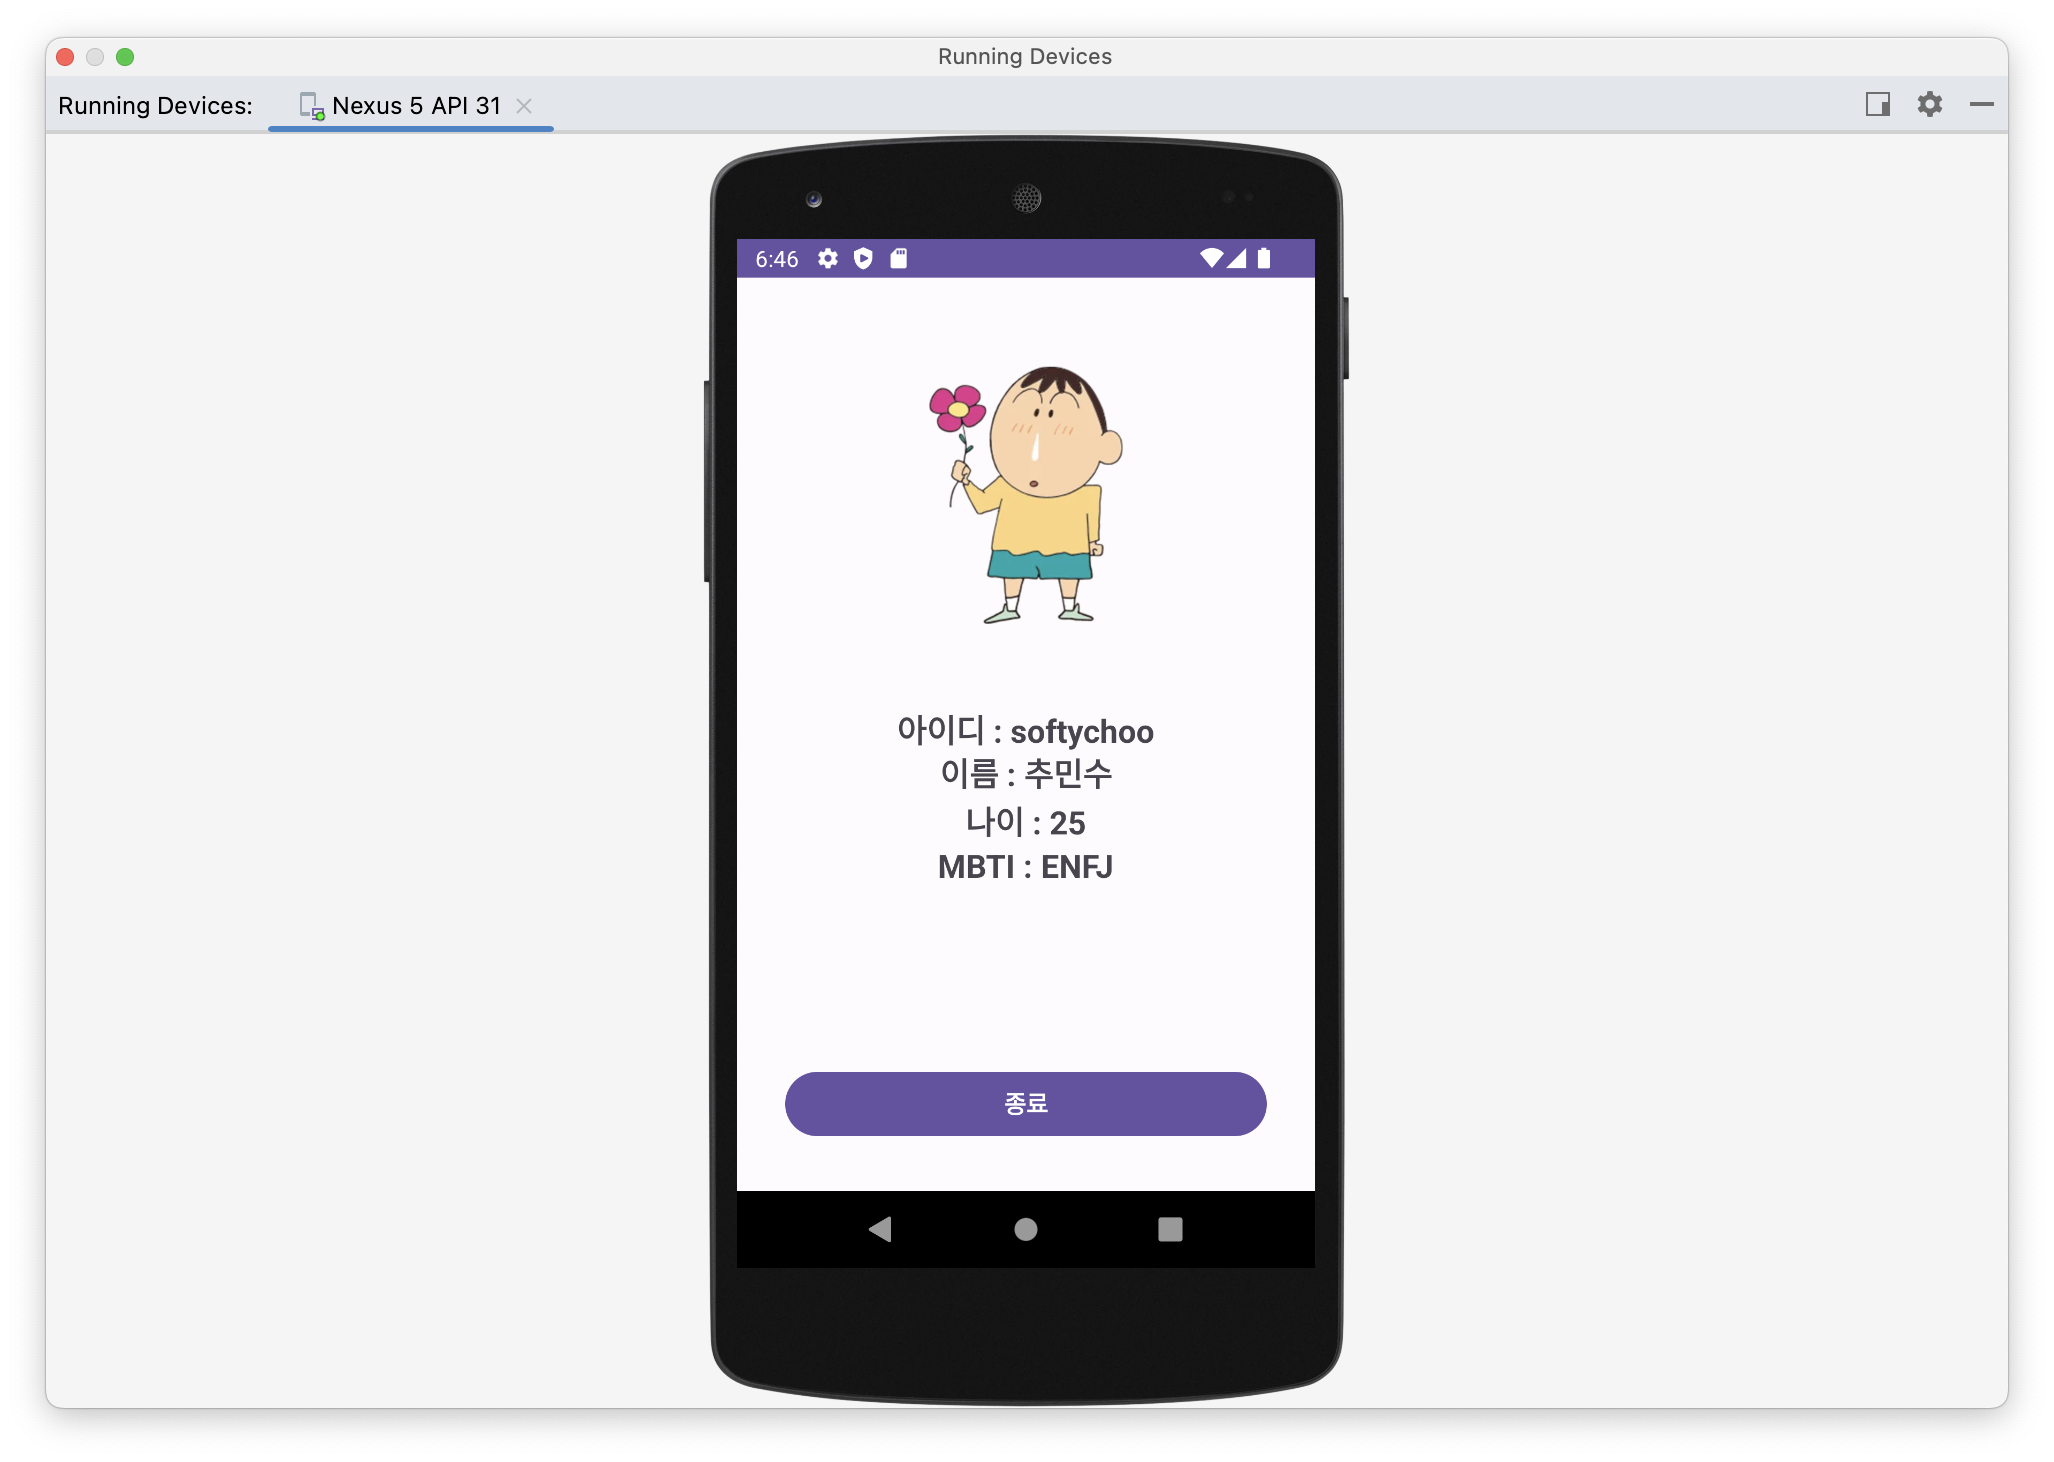 Running Devices
Running Devices:
Nexus 5 API 31
6:46
아이디 : softychoo
이름 : 추민수
나이 : 25
MBTI : ENFJ
종료